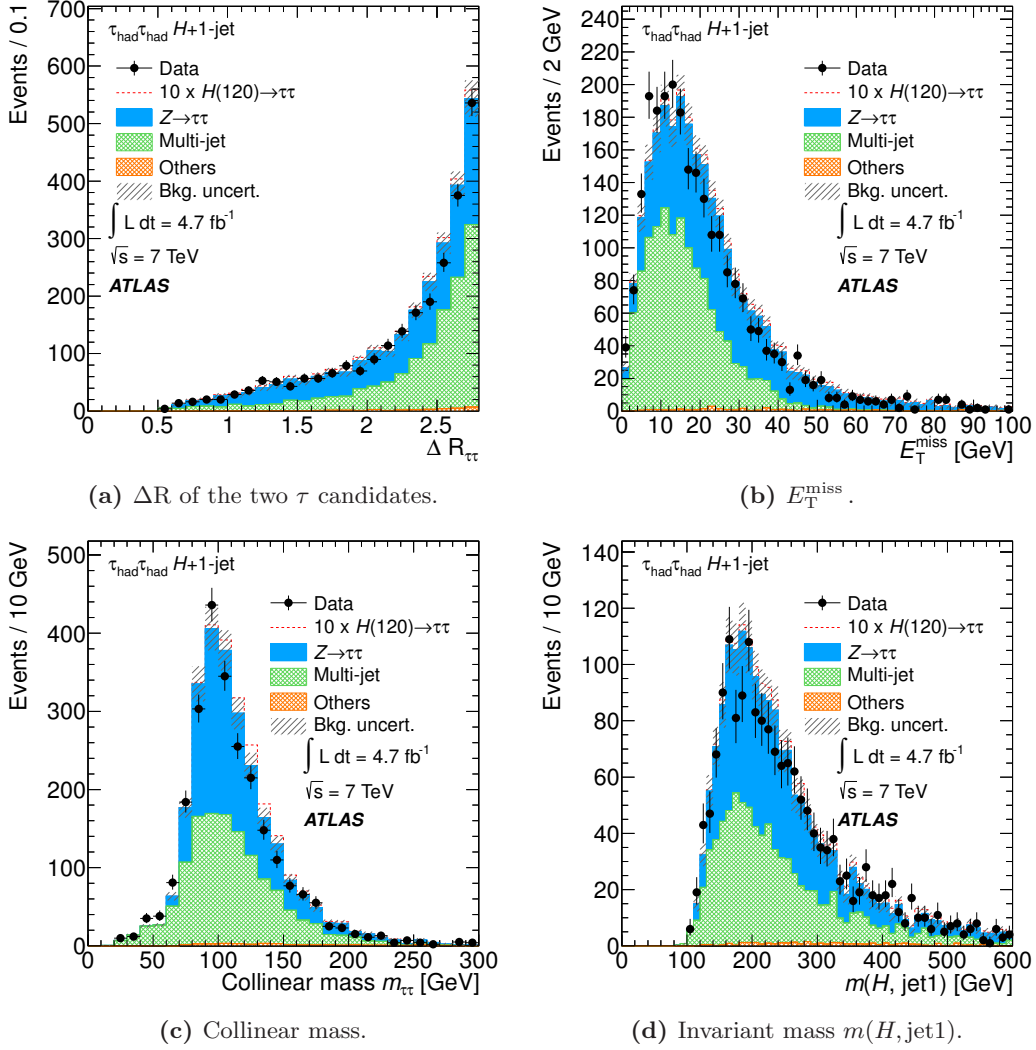 τhadτhad H+1-jet
Data
10 x H(120)→ττ
Z→ττ
Multi-jet
Others
Bkg. uncert.
∫ L dt = 4.7 fb-1
√s = 7 TeV
ATLAS
Events / 0.1
700
600
500
400
300
200
100
0
0 0.5 1 1.5 2 2.5
Δ Rττ
(a) ΔR of the two τ candidates.
τhadτhad H+1-jet
Data
10 x H(120)→ττ
Z→ττ
Multi-jet
Others
Bkg. uncert.
∫ L dt = 4.7 fb-1
√s = 7 TeV
ATLAS
Events / 2 GeV
240
220
200
180
160
140
120
100
80
60
40
20
0
0 10 20 30 40 50 60 70 80 90 100
ETmiss [GeV]
(b) ETmiss.
τhadτhad H+1-jet
Data
10 x H(120)→ττ
Z→ττ
Multi-jet
Others
Bkg. uncert.
∫ L dt = 4.7 fb-1
√s = 7 TeV
ATLAS
Events / 10 GeV
500
400
300
200
100
0
0 50 100 150 200 250 300
Collinear mass mττ [GeV]
(c) Collinear mass.
τhadτhad H+1-jet
Data
10 x H(120)→ττ
Z→ττ
Multi-jet
Others
Bkg. uncert.
∫ L dt = 4.7 fb-1
√s = 7 TeV
ATLAS
Events / 10 GeV
140
120
100
80
60
40
20
0
0 100 200 300 400 500 600
m(H, jet1) [GeV]
(d) Invariant mass m(H, jet1).